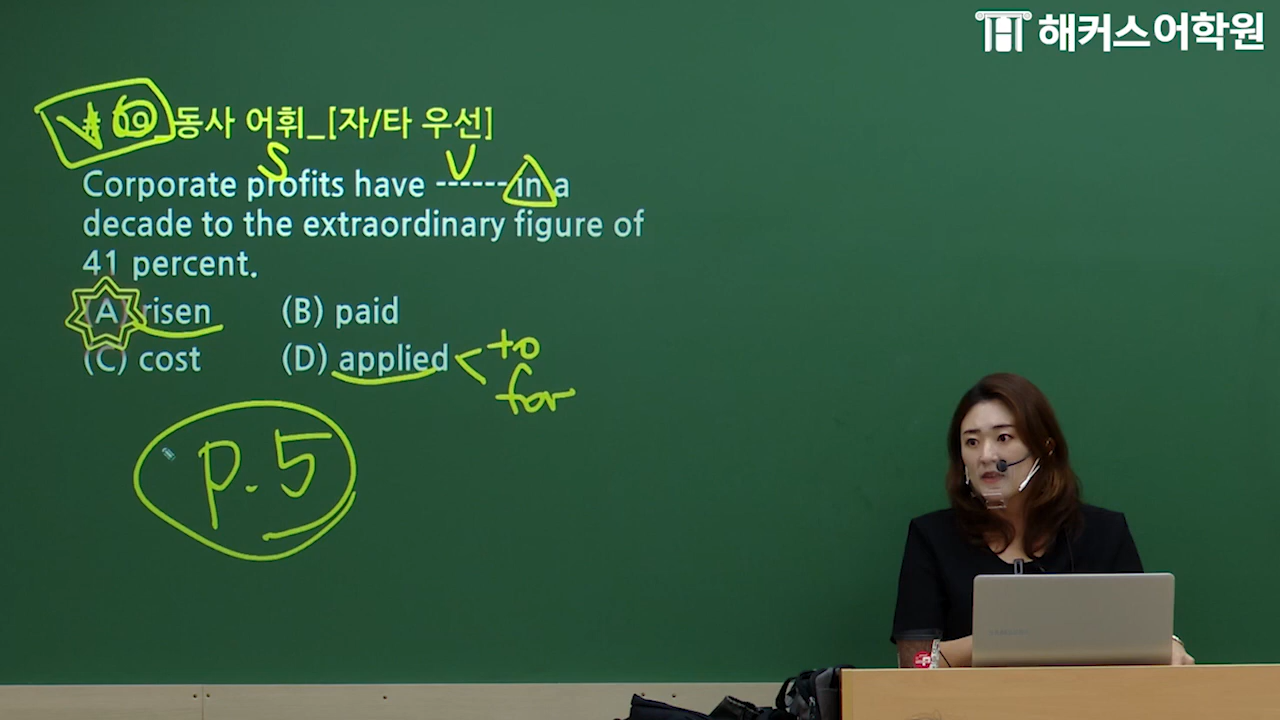 해커스어학원
동사 어휘_[자/타 우선]
S V
Corporate profits have ------ in a
decade to the extraordinary figure of
41 percent.
(A) risen (B) paid
(C) cost (D) applied
to
for
p.5